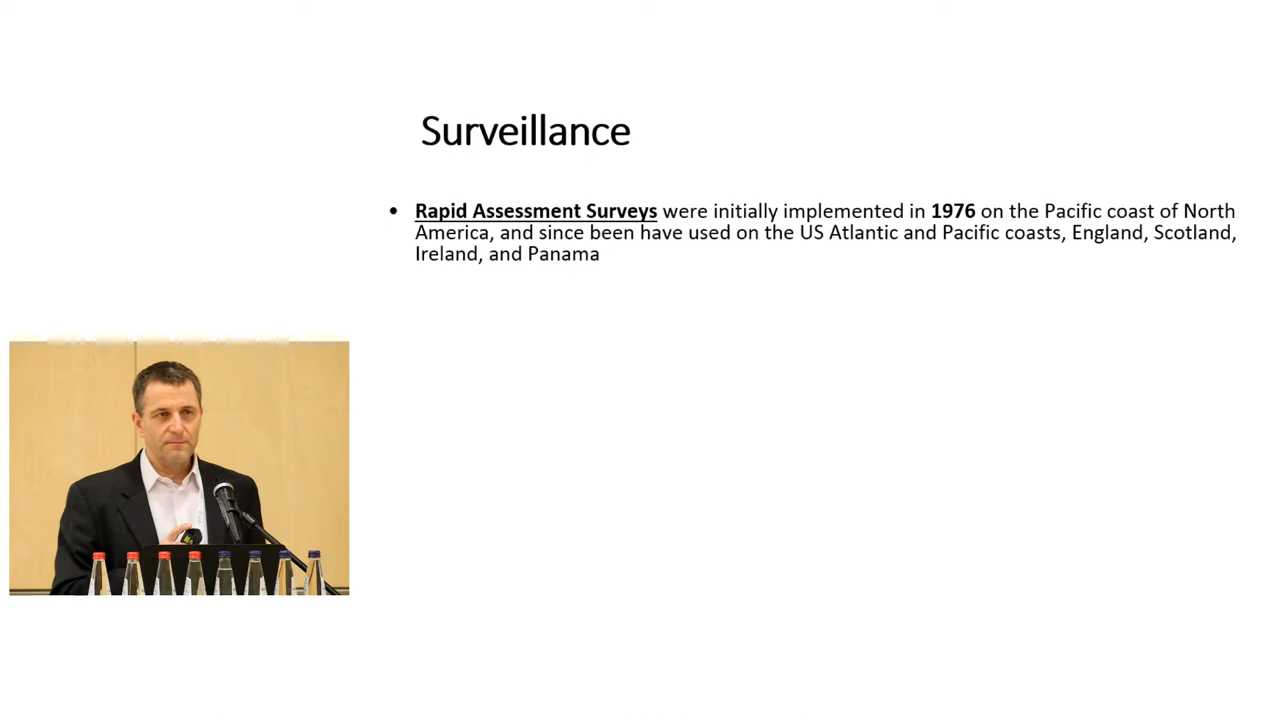 Surveillance
• Rapid Assessment Surveys were initially implemented in 1976 on the Pacific coast of North
America, and since been have used on the US Atlantic and Pacific coasts, England, Scotland,
Ireland, and Panama